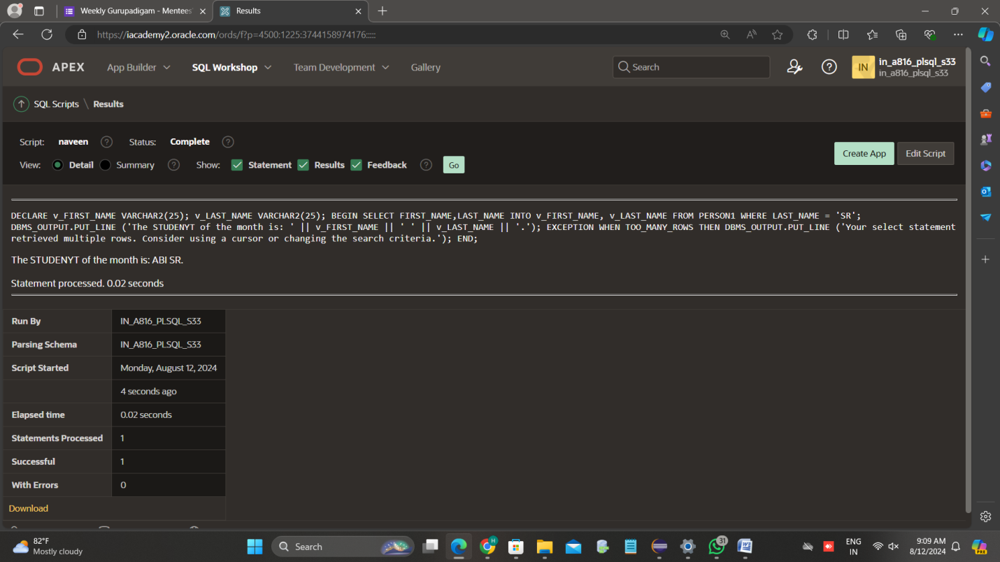 Weekly Gurupadigam - Mentees
Results
https://iacademy2.oracle.com/ords/f?p=4500:1225:3744158974176:::::
APEX App Builder SQL Workshop Team Development Gallery Search IN in_a816_plsql_s33
in_a816_plsql_s33
SQL Scripts \ Results
Script: naveen ? Status: Complete ?
Create App Edit Script
View: Detail Summary ? Show: Statement Results Feedback ? Go
DECLARE v_FIRST_NAME VARCHAR2(25); v_LAST_NAME VARCHAR2(25); BEGIN SELECT FIRST_NAME,LAST_NAME INTO v_FIRST_NAME, v_LAST_NAME FROM PERSON1 WHERE LAST_NAME = 'SR';
DBMS_OUTPUT.PUT_LINE ('The STUDENYT of the month is: ' || v_FIRST_NAME || ' ' || v_LAST_NAME || '.'); EXCEPTION WHEN TOO_MANY_ROWS THEN DBMS_OUTPUT.PUT_LINE ('Your select statement
retrieved multiple rows. Consider using a cursor or changing the search criteria.'); END;
The STUDENYT of the month is: ABI SR.
Statement processed. 0.02 seconds
Run By IN_A816_PLSQL_S33
Parsing Schema IN_A816_PLSQL_S33
Script Started Monday, August 12, 2024
4 seconds ago
Elapsed time 0.02 seconds
Statements Processed 1
Successful 1
With Errors 0
Download
82°F
Mostly cloudy
Search
31
ENG
IN
9:09 AM
8/12/2024
PRE